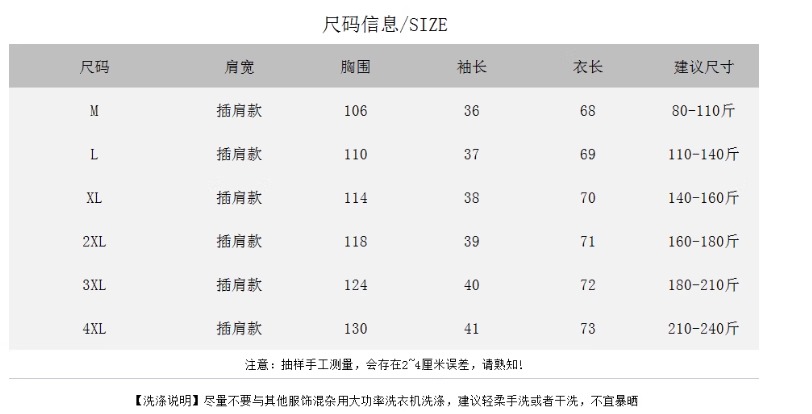 尺码信息/SIZE
尺码 肩宽 胸围 袖长 衣长 建议尺寸
M 插肩款 106 36 68 80-110斤
L 插肩款 110 37 69 110-140斤
XL 插肩款 114 38 70 140-160斤
2XL 插肩款 118 39 71 160-180斤
3XL 插肩款 124 40 72 180-210斤
4XL 插肩款 130 41 73 210-240斤
注意：抽样手工测量，会存在2~4厘米误差，请熟知!
【洗涤说明】尽量不要与其他服饰混杂用大功率洗衣机洗涤，建议轻柔手洗或者干洗，不宜暴晒